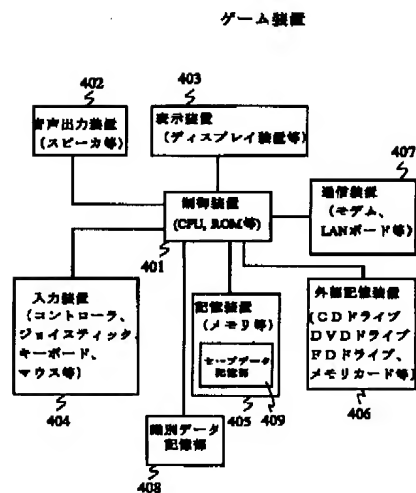 ゲーム装置
402
音声出力装置
(スピーカ等)
403
表示装置
(ディスプレイ装置等)
407
通信装置
(モデム、
LANボード等)
制御装置
(CPU, ROM等)
401
入力装置
(コントローラ、
ジョイスティック
キーボード、
マウス等)
404
記憶装置
(メモリ等)
セーブデータ
記憶部
405
409
外部記憶装置
(CDドライブ
DVDドライブ
FDドライブ、
メモリカード等)
406
識別データ
記憶部
408